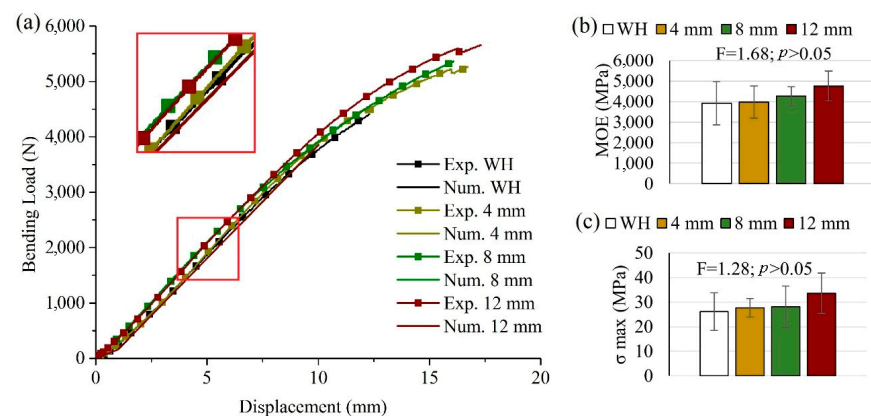 (a)
6,000
5,000
4,000
3,000
2,000
1,000
0
Bending Load (N)
0
5
10
15
20
Displacement (mm)
Exp. WH
Num. WH
Exp. 4 mm
Num. 4 mm
Exp. 8 mm
Num. 8 mm
Exp. 12 mm
Num. 12 mm
(b)
WH 4 mm 8 mm 12 mm
F=1.68; p>0.05
6,000
5,000
4,000
3,000
2,000
1,000
0
MOE (MPa)
(c)
WH 4 mm 8 mm 12 mm
F=1.28; p>0.05
50
40
30
20
10
0
σ max (MPa)